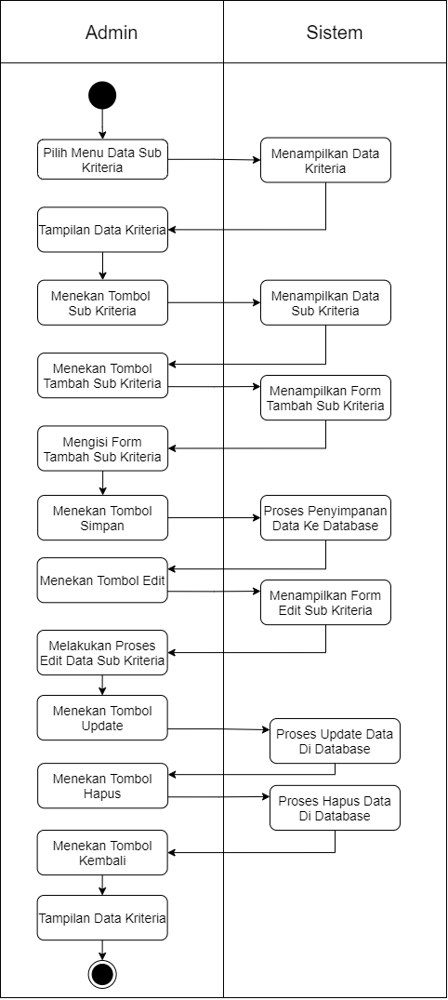 Admin
Sistem
Pilih Menu Data Sub
Kriteria
Menampilkan Data
Kriteria
Tampilan Data Kriteria
Menekan Tombol
Sub Kriteria
Menampilkan Data
Sub Kriteria
Menekan Tombol
Tambah Sub Kriteria
Menampilkan Form
Tambah Sub Kriteria
Mengisi Form
Tambah Sub Kriteria
Menekan Tombol
Simpan
Proses Penyimpanan
Data Ke Database
Menekan Tombol Edit
Menampilkan Form
Edit Sub Kriteria
Melakukan Proses
Edit Data Sub Kriteria
Menekan Tombol
Update
Proses Update Data
Di Database
Menekan Tombol
Hapus
Proses Hapus Data
Di Database
Menekan Tombol
Kembali
Tampilan Data Kriteria